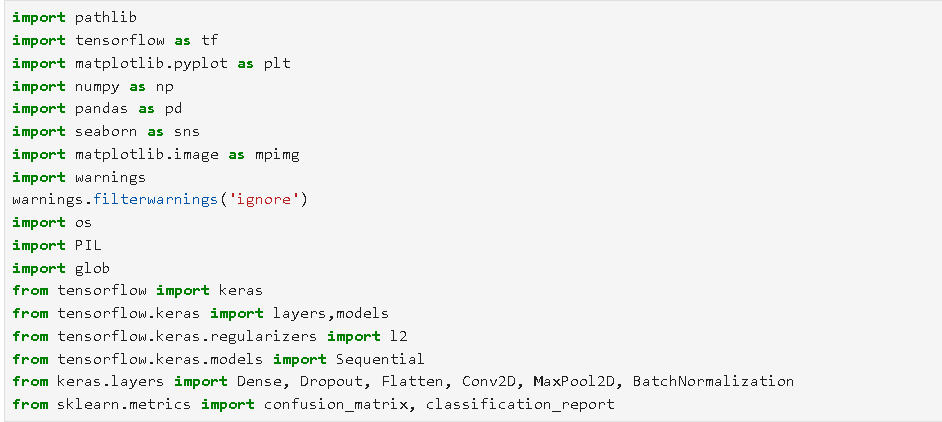 import pathlib
import tensorflow as tf
import matplotlib.pyplot as plt
import numpy as np
import pandas as pd
import seaborn as sns
import matplotlib.image as mpimg
import warnings
warnings.filterwarnings('ignore')
import os
import PIL
import glob
from tensorflow import keras
from tensorflow.keras import layers,models
from tensorflow.keras.regularizers import l2
from tensorflow.keras.models import Sequential
from keras.layers import Dense, Dropout, Flatten, Conv2D, MaxPool2D, BatchNormalization
from sklearn.metrics import confusion_matrix, classification_report